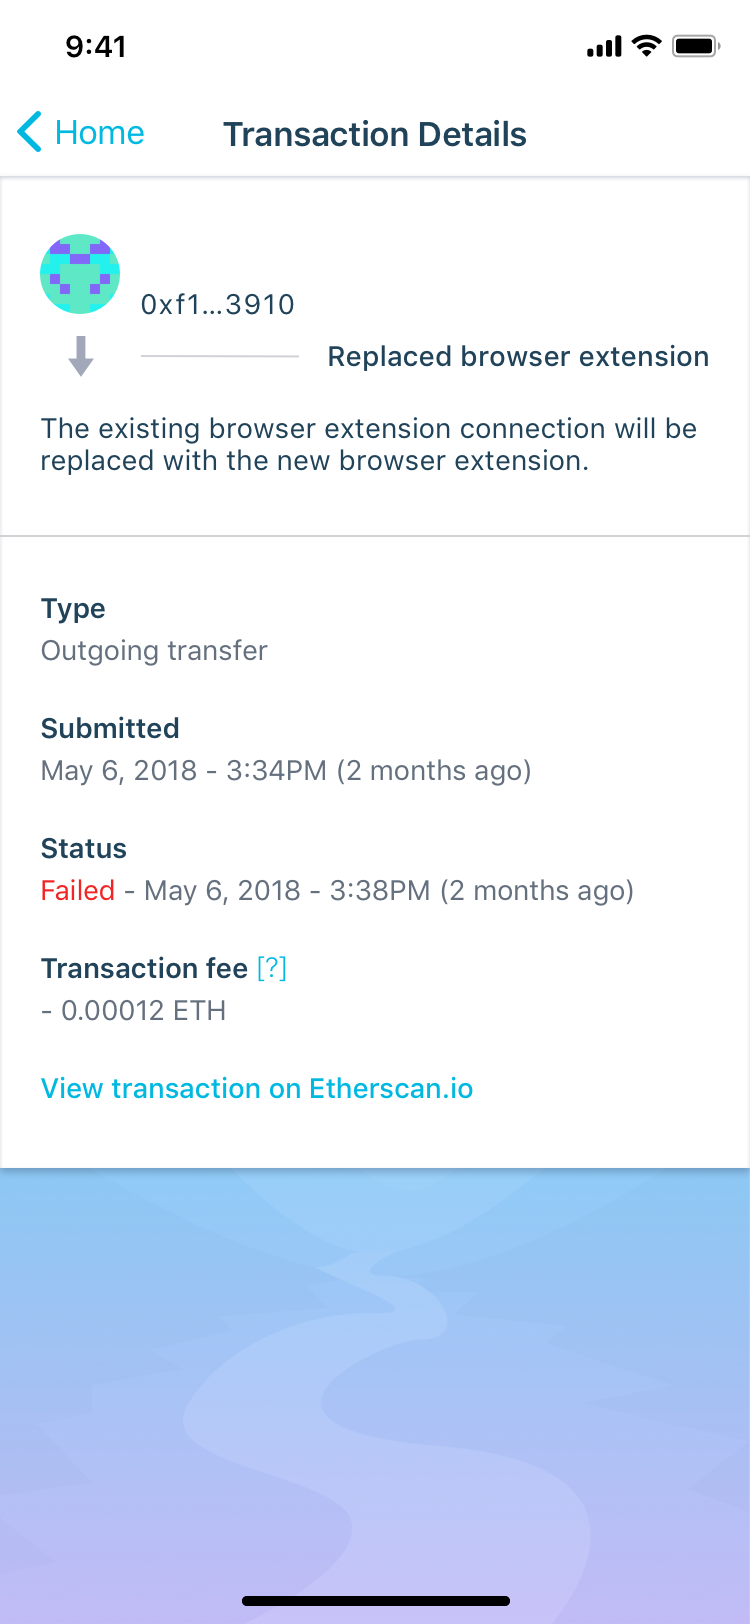 9:41
Home
Transaction Details
0xf1...3910
Replaced browser extension
The existing browser extension connection will be
replaced with the new browser extension.
Type
Outgoing transfer
Submitted
May 6, 2018 - 3:34PM (2 months ago)
Status
Failed - May 6, 2018 - 3:38PM (2 months ago)
Transaction fee [?]
- 0.00012 ETH
View transaction on Etherscan.io